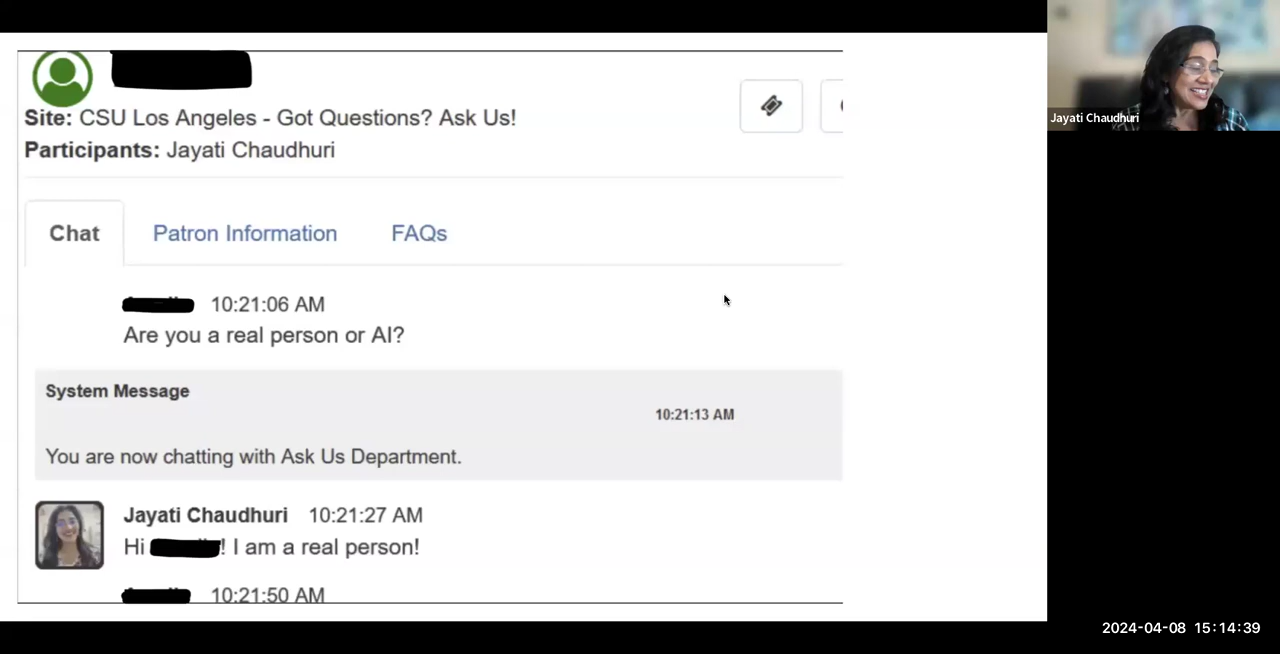 Site: CSU Los Angeles - Got Questions? Ask Us!
Participants: Jayati Chaudhuri
Chat Patron Information FAQs
10:21:06 AM
Are you a real person or AI?
System Message
10:21:13 AM
You are now chatting with Ask Us Department.
Jayati Chaudhuri 10:21:27 AM
Hi ! I am a real person!
10:21:50 AM
Jayati Chaudhuri
2024-04-08 15:14:39